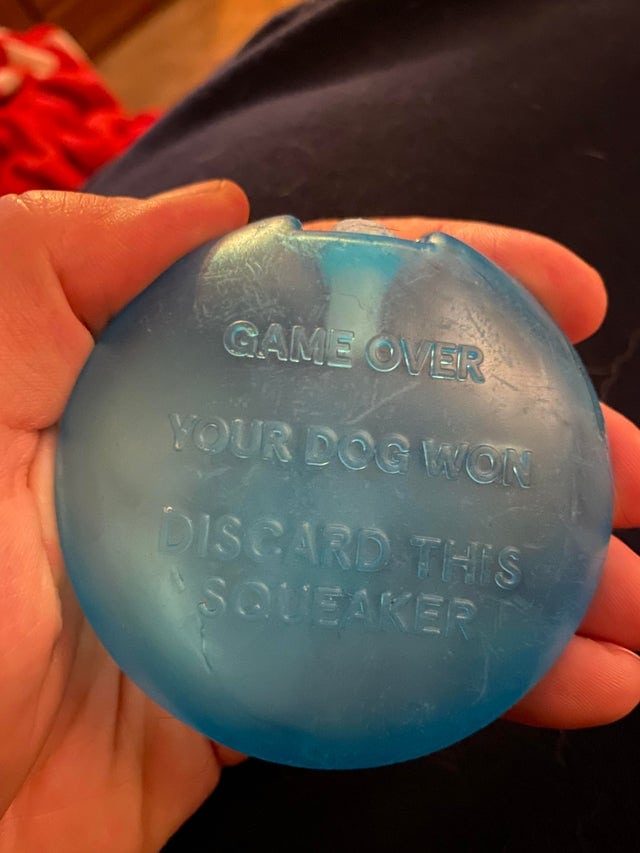 GAME OVER
YOUR DOG WON
DISCARD THIS
SQUEAKER